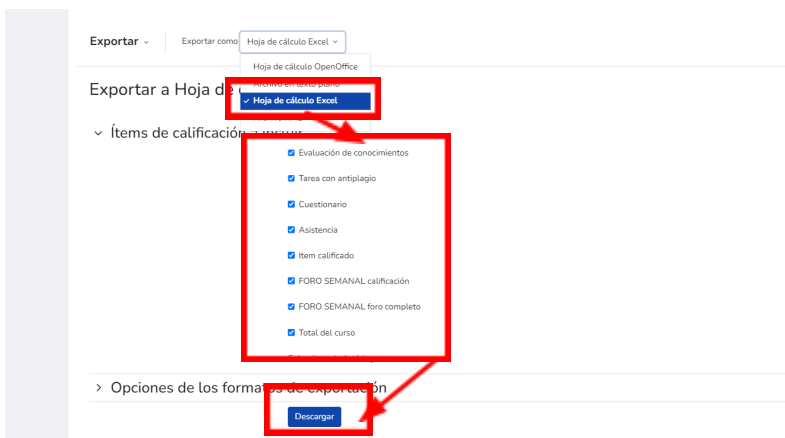 Exportar
Exportar como
Hoja de cálculo Excel
Hoja de cálculo OpenOffice
Exportar a Hoja de
Archivo en texto plano
Hoja de cálculo Excel
Ítems de calificación a incluir
Evaluación de conocimientos
Tarea con antiplagio
Cuestionario
Asistencia
Item calificado
FORO SEMANAL calificación
FORO SEMANAL foro completo
Total del curso
Opciones de los formatos de exportación
Descargar